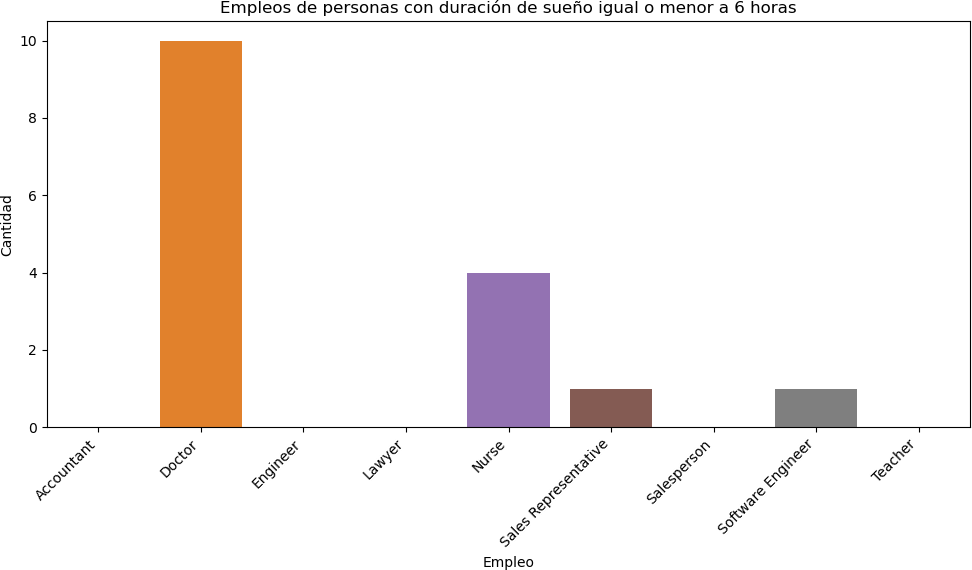 Empleos de personas con duración de sueño igual o menor a 6 horas
Cantidad
10
8
6
4
2
0
Accountant
Doctor
Engineer
Lawyer
Nurse
Sales Representative
Salesperson
Software Engineer
Teacher
Empleo